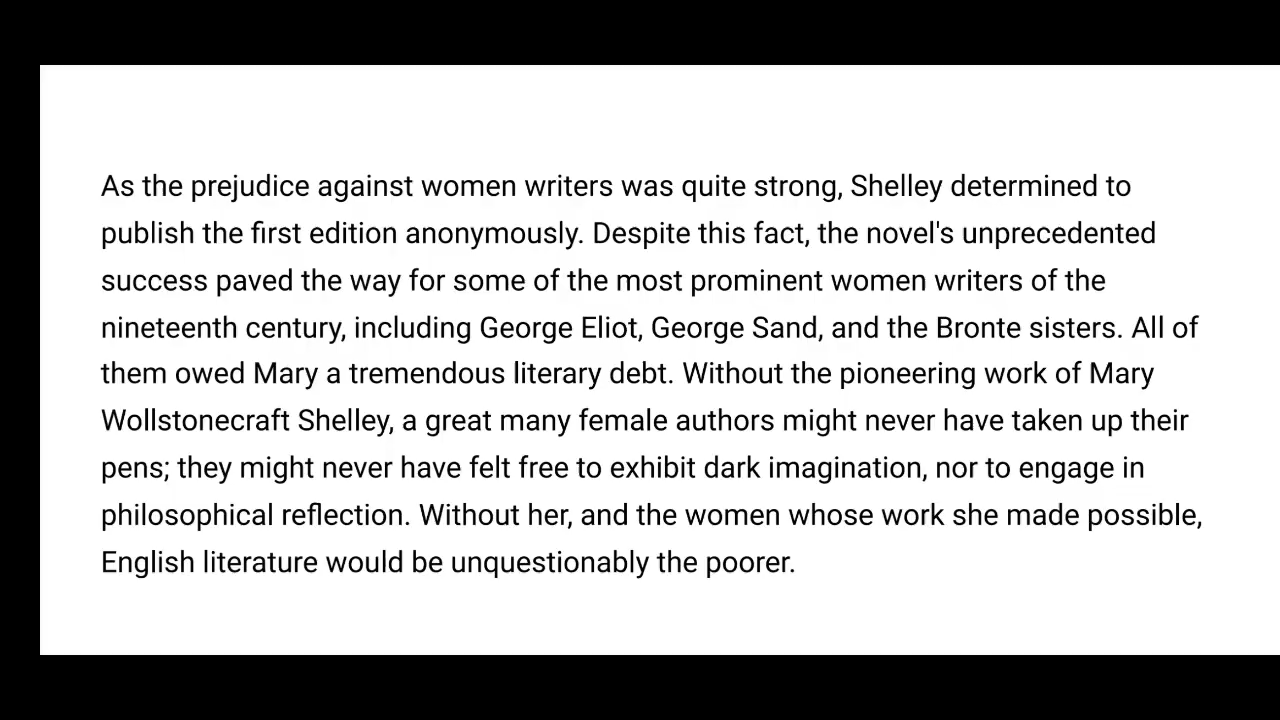 As the prejudice against women writers was quite strong, Shelley determined to
publish the first edition anonymously. Despite this fact, the novel's unprecedented
success paved the way for some of the most prominent women writers of the
nineteenth century, including George Eliot, George Sand, and the Bronte sisters. All of
them owed Mary a tremendous literary debt. Without the pioneering work of Mary
Wollstonecraft Shelley, a great many female authors might never have taken up their
pens; they might never have felt free to exhibit dark imagination, nor to engage in
philosophical reflection. Without her, and the women whose work she made possible,
English literature would be unquestionably the poorer.